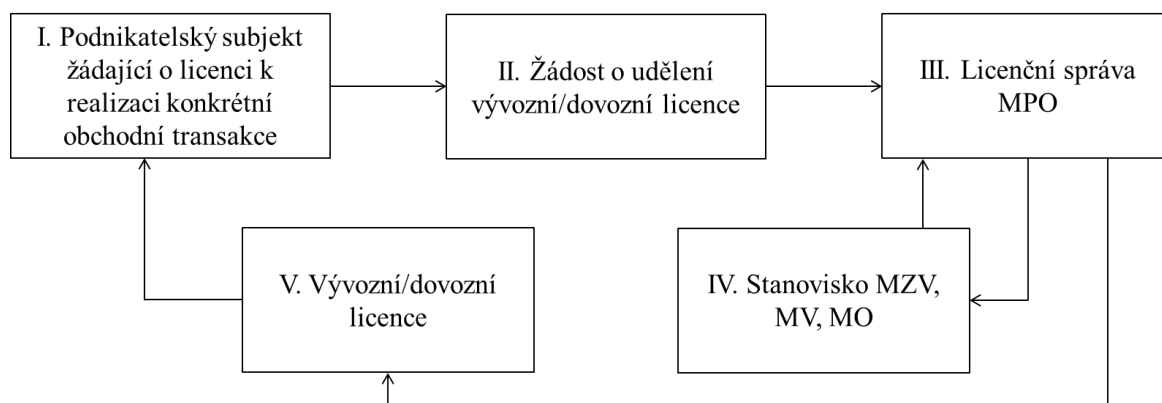 I. Podnikatelský subjekt
žádající o licenci k
realizaci konkrétní
obchodní transakce
II. Žádost o udělení
vývozní/dovozní licence
III. Licenční správa
MPO
IV. Stanovisko MZV,
MV, MO
V. Vývozní/dovozní
licence